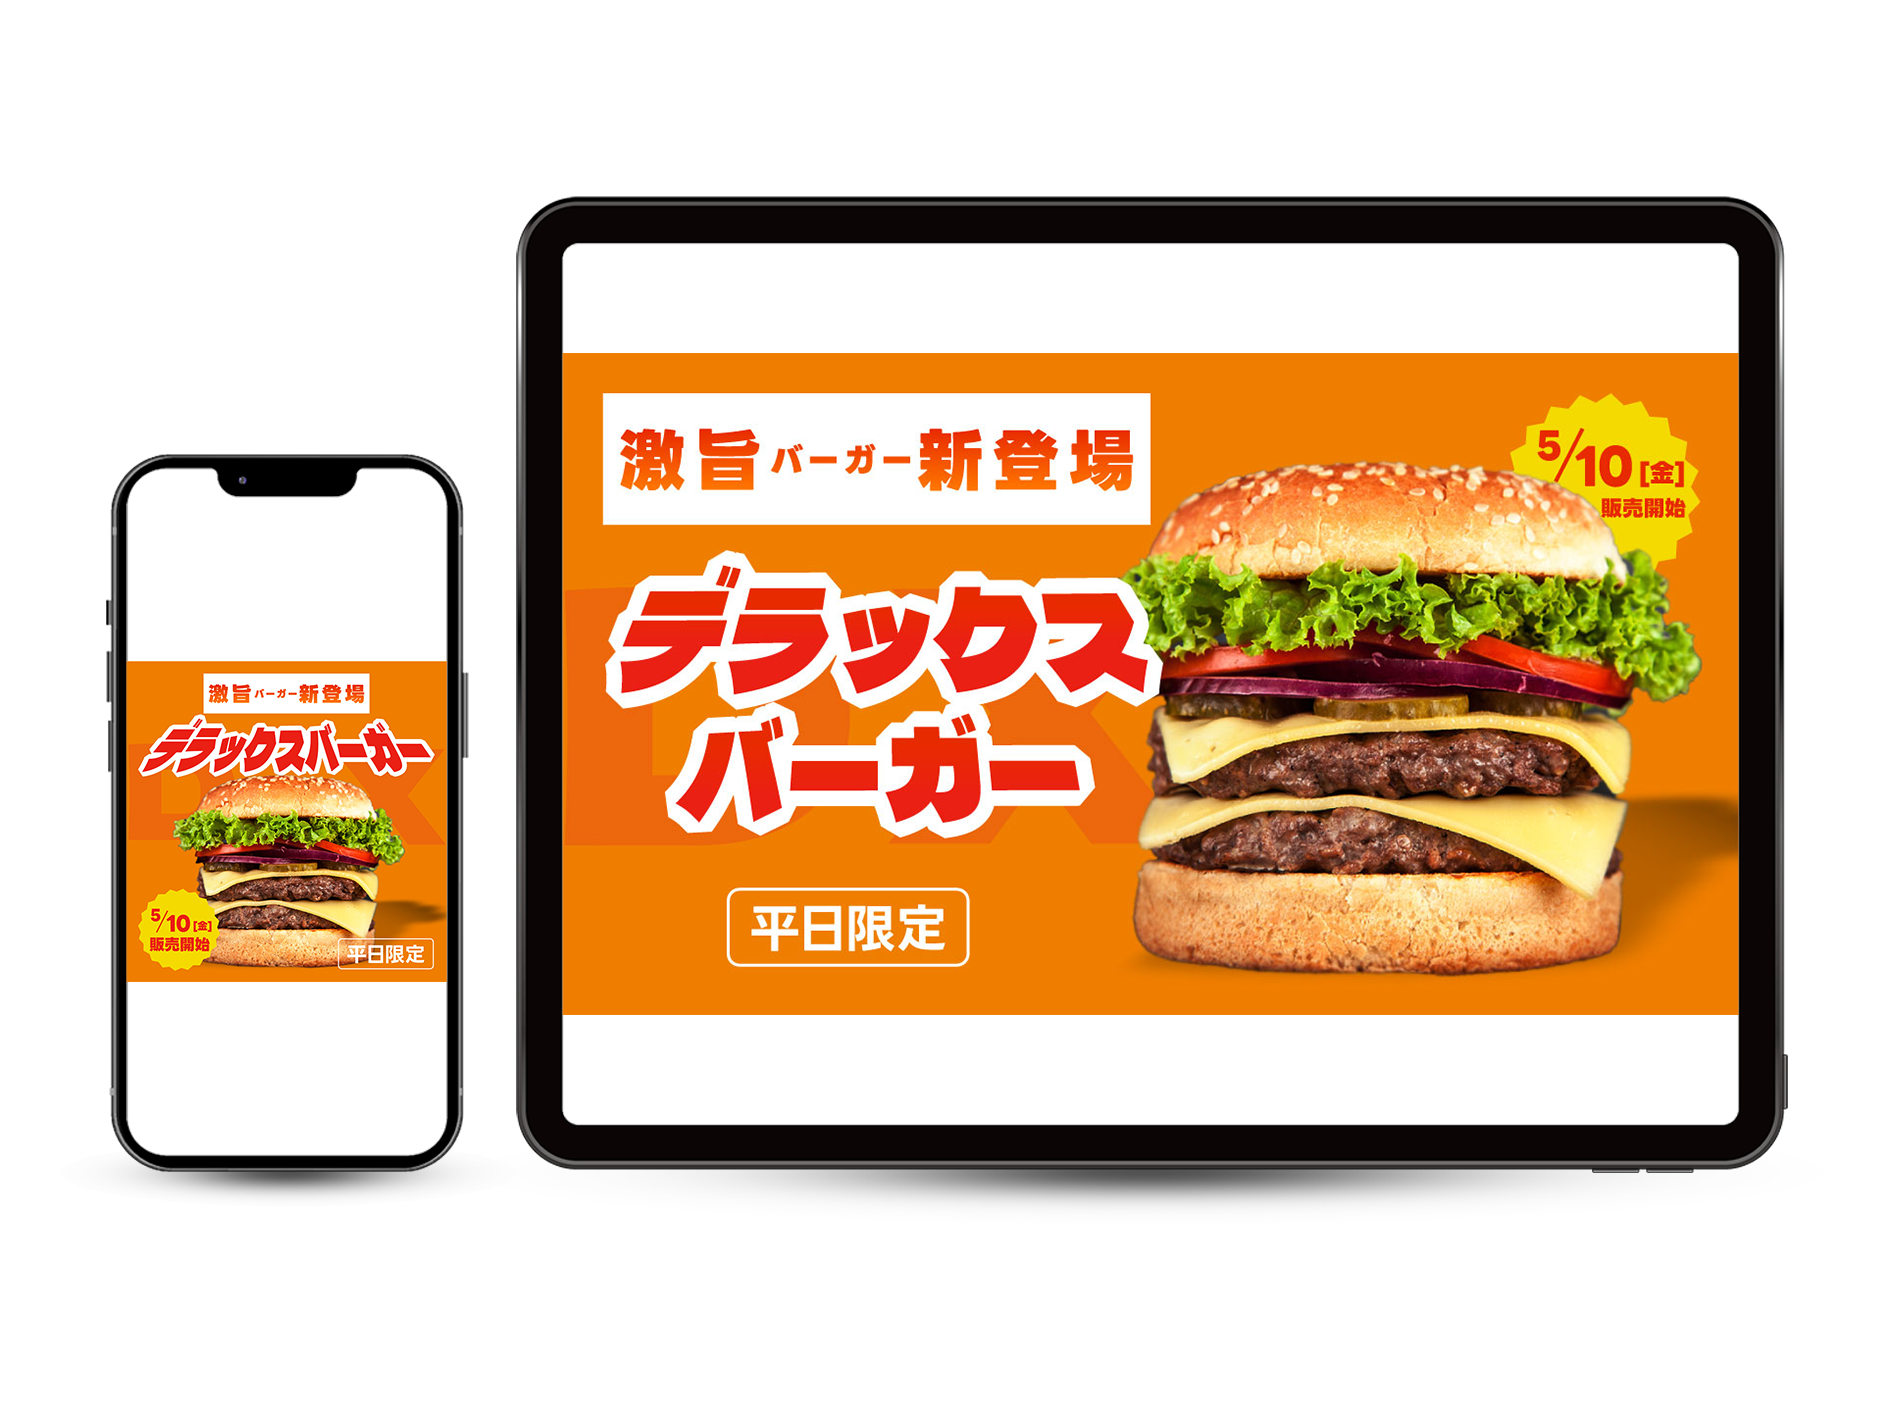 激旨バーガー新登場
デラックスバーガー
5/10[金]
販売開始
平日限定
激旨バーガー新登場
5/10[金]
販売開始
デラックス
バーガー
平日限定
DX